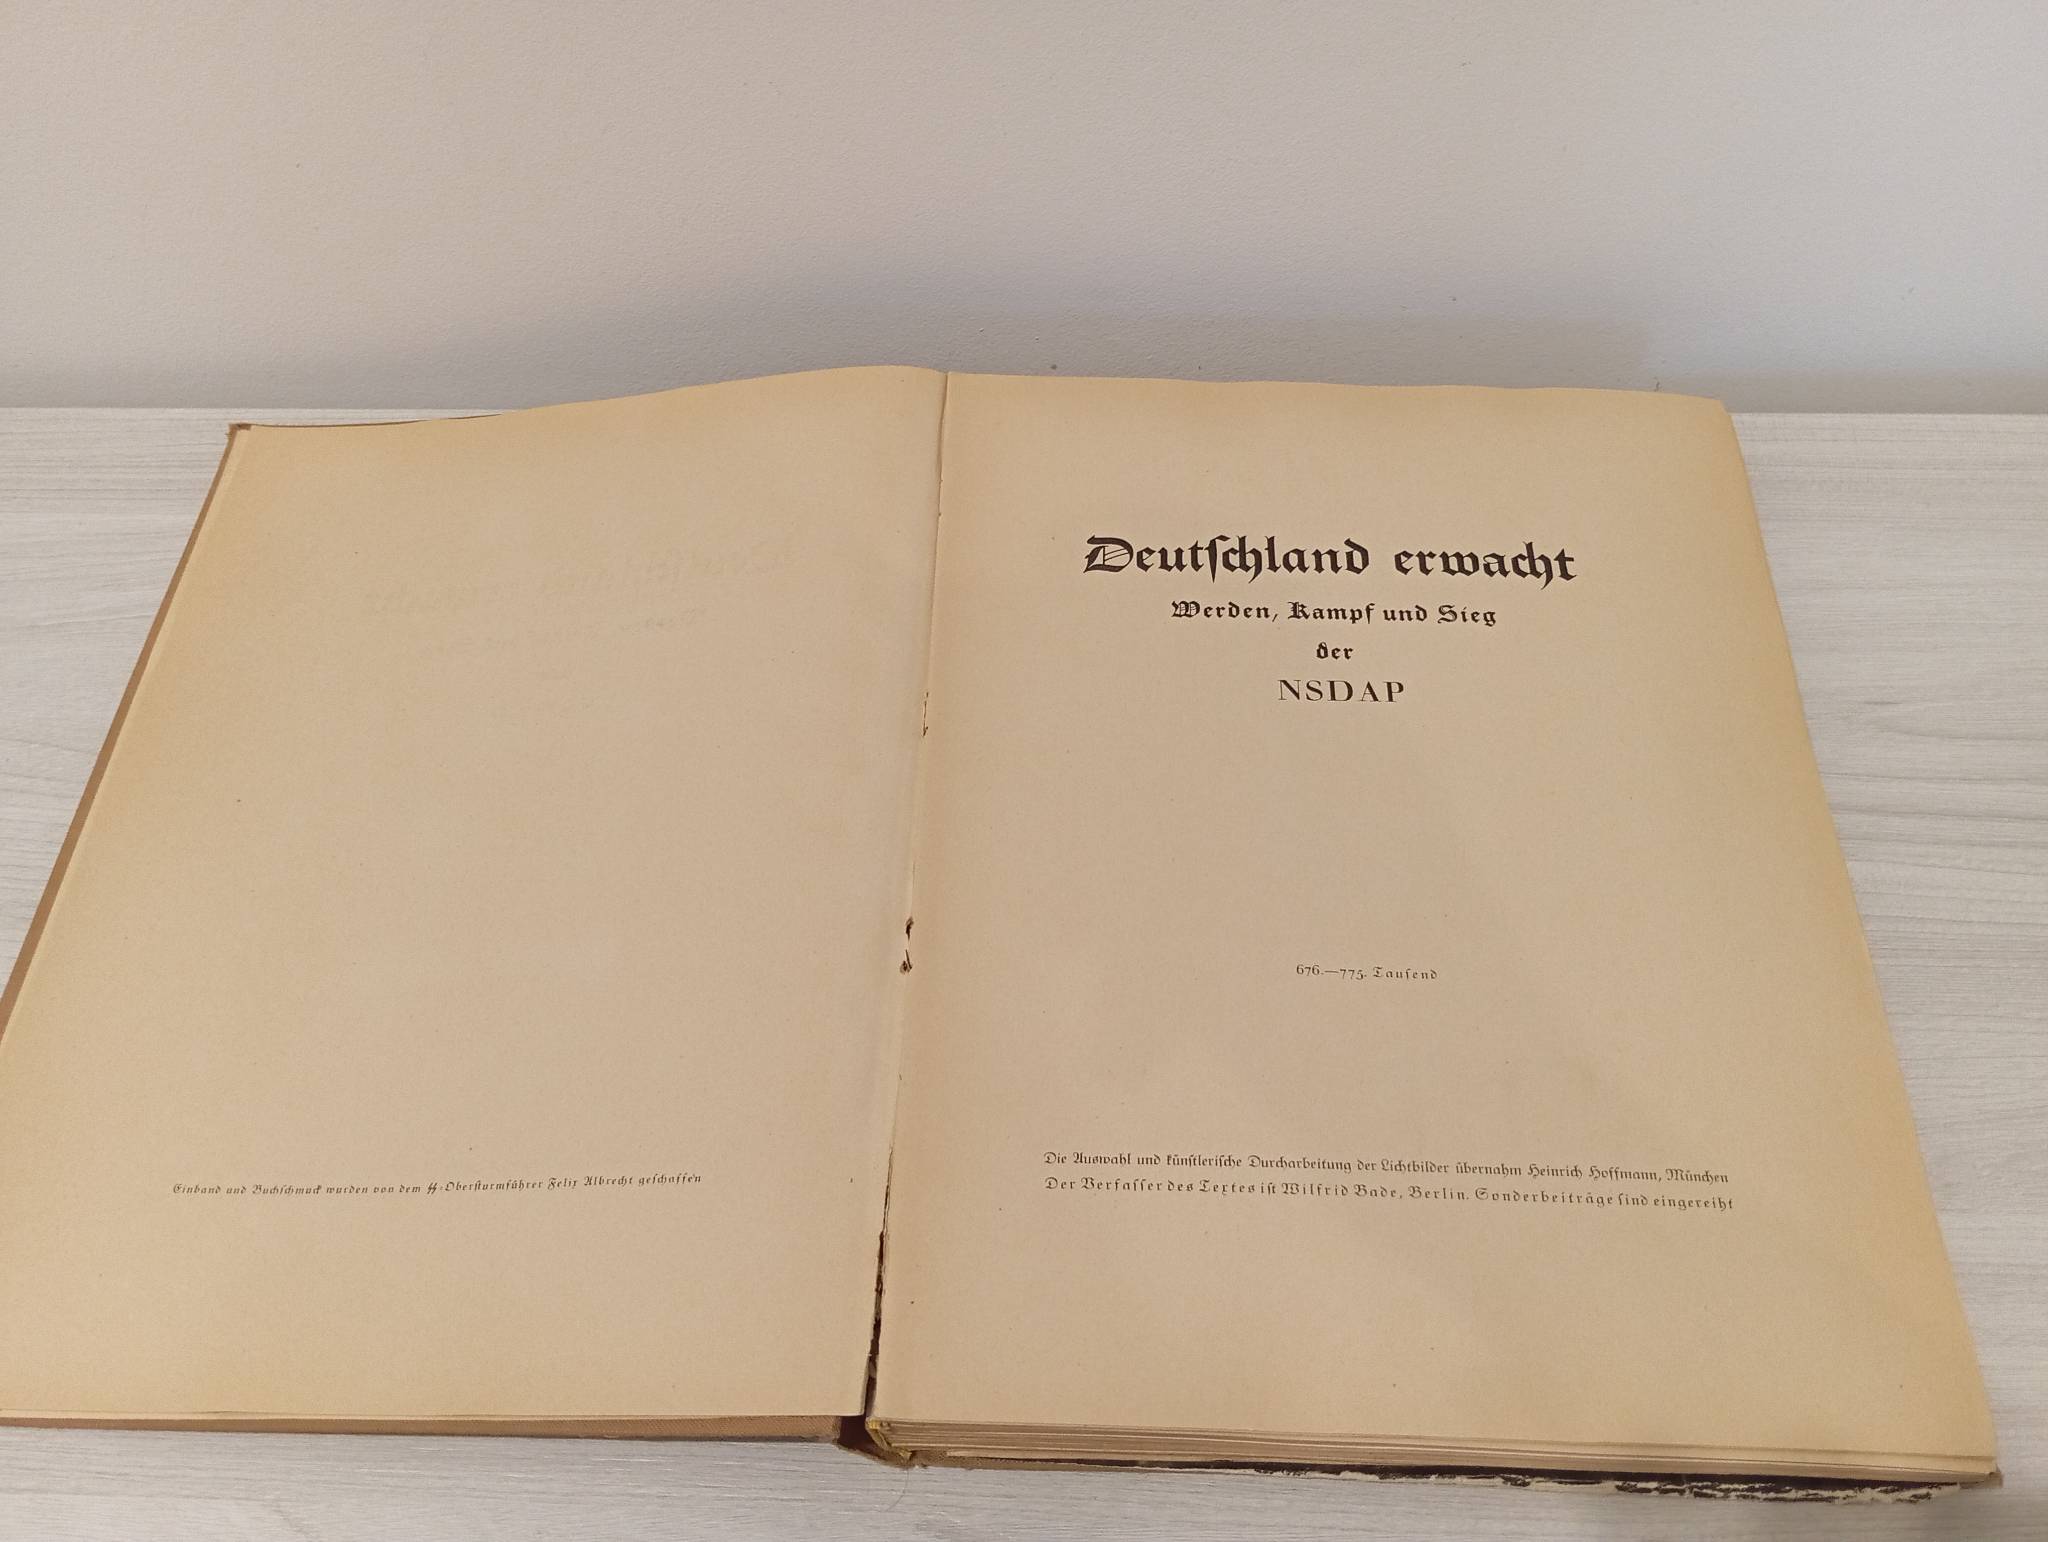 Einband und Buchschmuck wurden von dem SS-Obersturmführer Felix Albrecht geschaffen
Deutschland erwacht
Werden, Kampf und Sieg
der
NSDAP
676.—775. Tausend
Die Auswahl und künstlerische Durcharbeitung der Lichtbilder übernahm Heinrich Hoffmann, München
Der Verfasser des Textes ist Wilfrid Bade, Berlin. Sonderbeiträge sind eingereiht